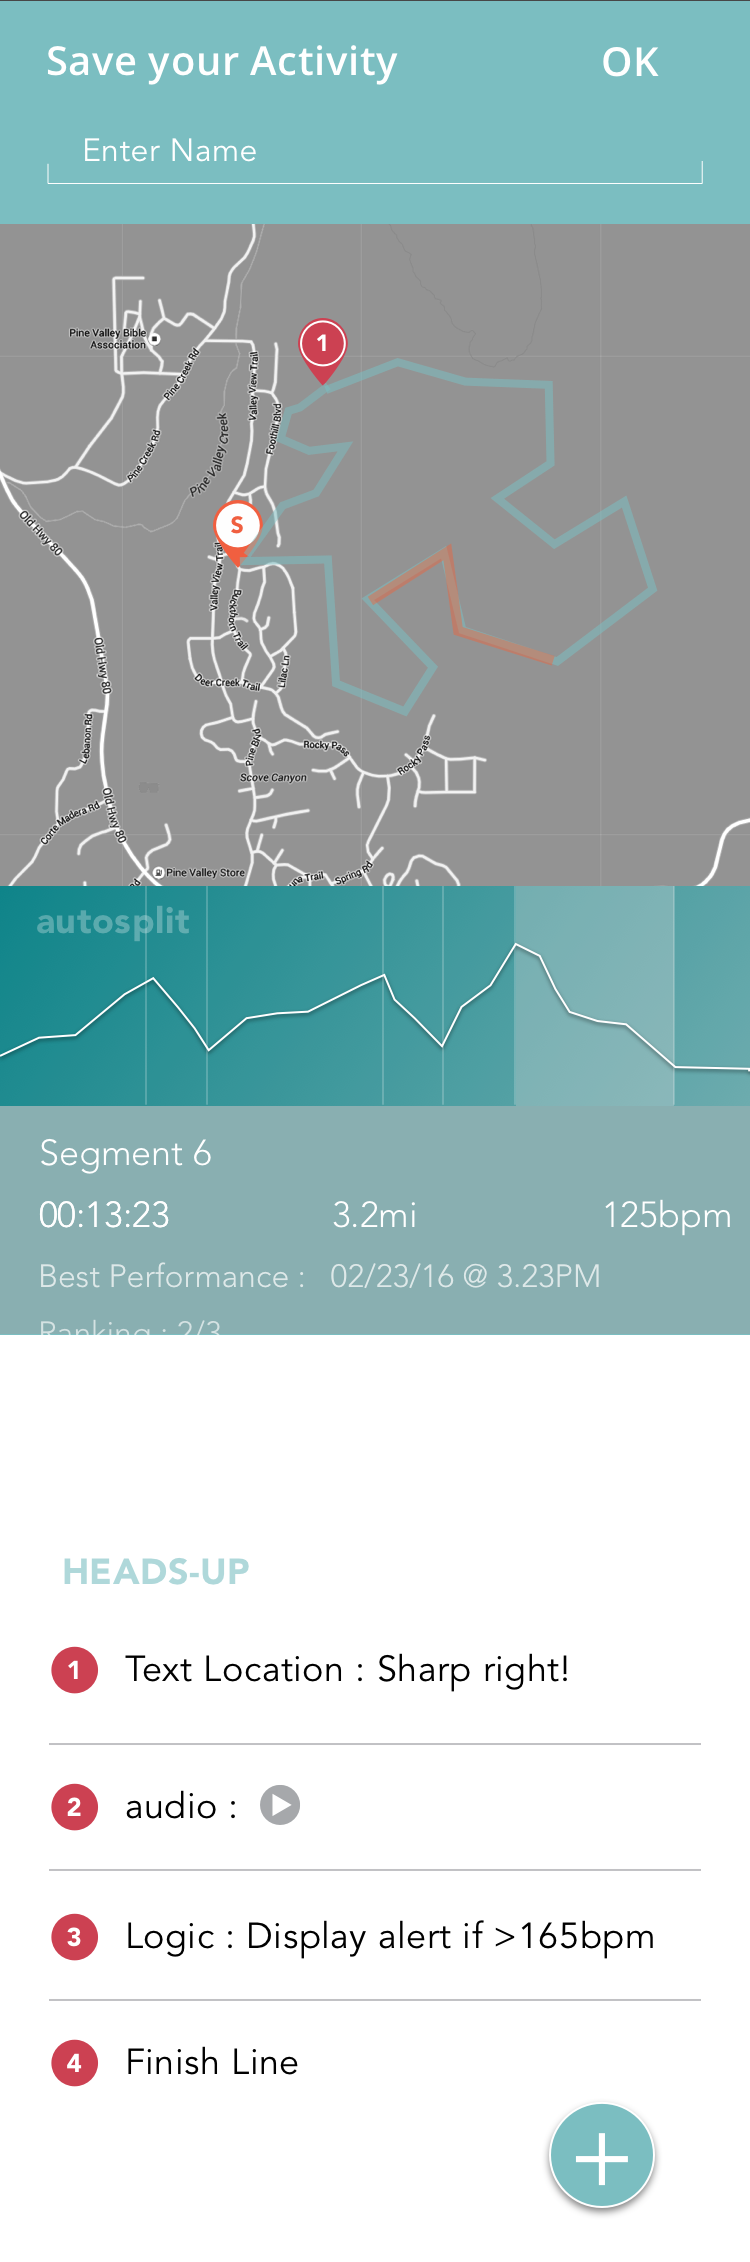 Save your Activity OK
Enter Name
Pine Valley Bible
Association
1
Pine Creek Rd
Valley View Trail
Foothill Blvd
Pine Creek Rd
Pine Valley Creek
S
Old Hwy 80
Valley View Trail
Buckthorn Trail
Old Hwy 80
Deer Creek Trail
Lilac Ln
Lebanon Rd
Pine Blvd
Rocky Pass
Rocky Pass
Scove Canyon
Old Hwy 80
Corte Madera Rd
Pine Valley Store
Trail
Spring Rd
Rd
autosplit
Segment 6
00:13:23 3.2mi 125bpm
Best Performance : 02/23/16 @ 3.23PM
Ranking : 2/3
HEADS-UP
1 Text Location : Sharp right!
2 audio :
3 Logic : Display alert if >165bpm
4 Finish Line